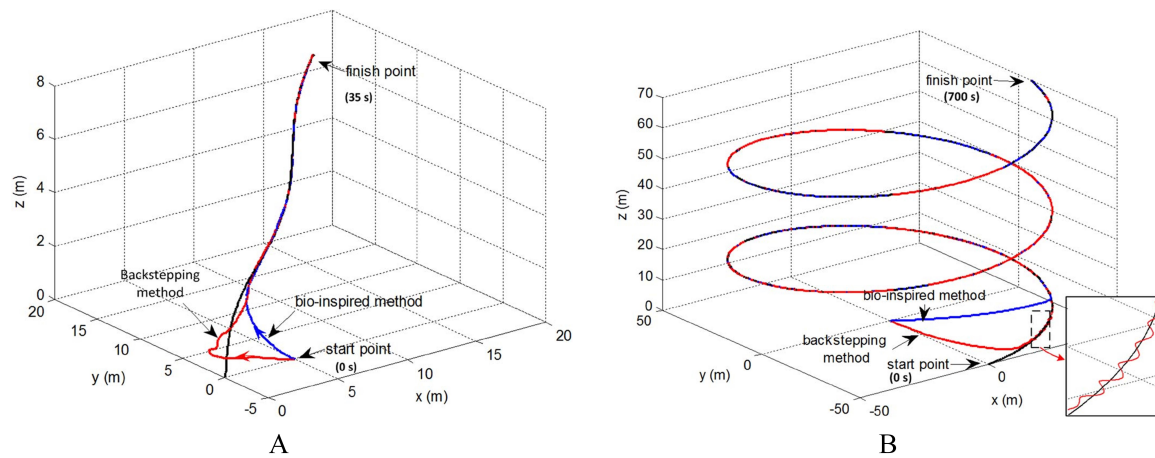 8
6
4
2
0
z (m)
20
15
10
5
0
-5
y (m)
0
5
10
15
20
x (m)
finish point
(35 s)
Backstepping
method
bio-inspired method
start point
(0 s)
A
70
60
50
40
30
20
10
0
z (m)
50
0
-50
y (m)
-50
0
x (m)
finish point
(700 s)
bio-inspired method
backstepping
method
start point
(0 s)
B